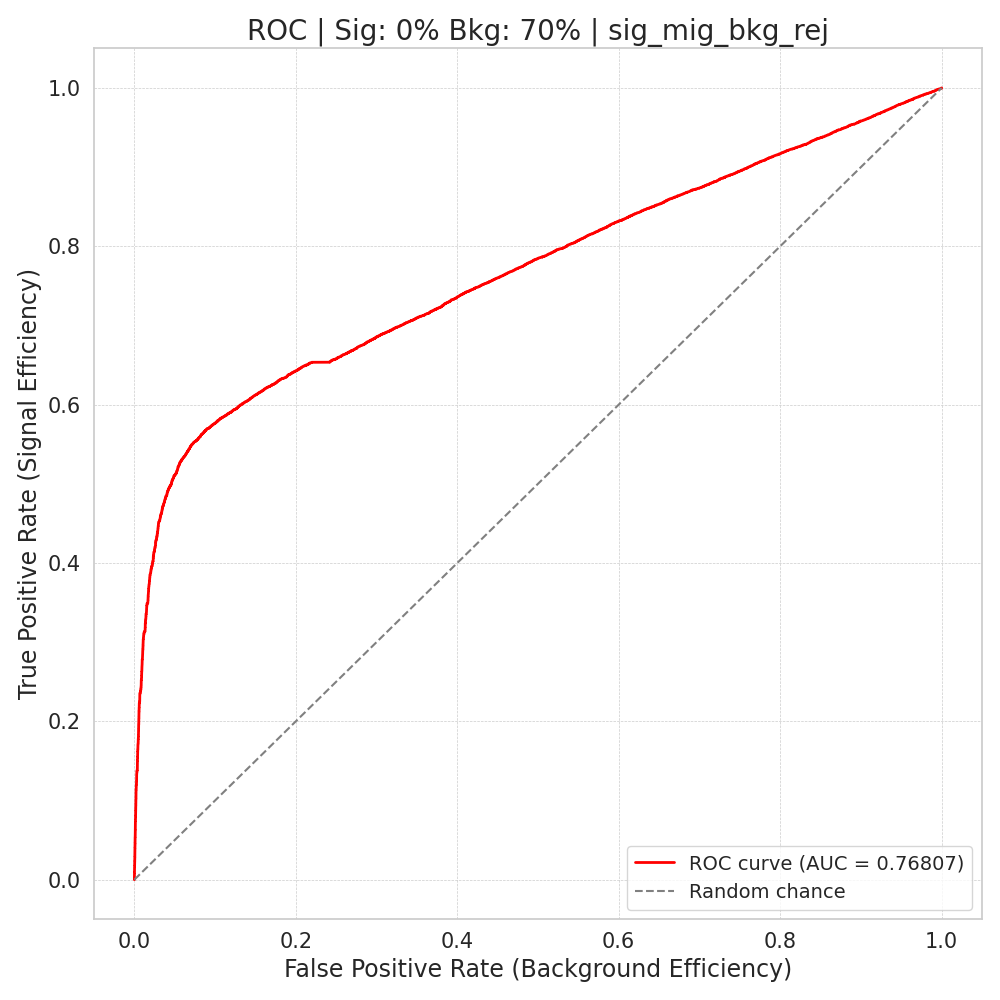 ROC | Sig: 0% Bkg: 70% | sig_mig_bkg_rej
1.0
0.8
0.6
0.4
0.2
0.0
True Positive Rate (Signal Efficiency)
ROC curve (AUC = 0.76807)
Random chance
0.0 0.2 0.4 0.6 0.8 1.0
False Positive Rate (Background Efficiency)